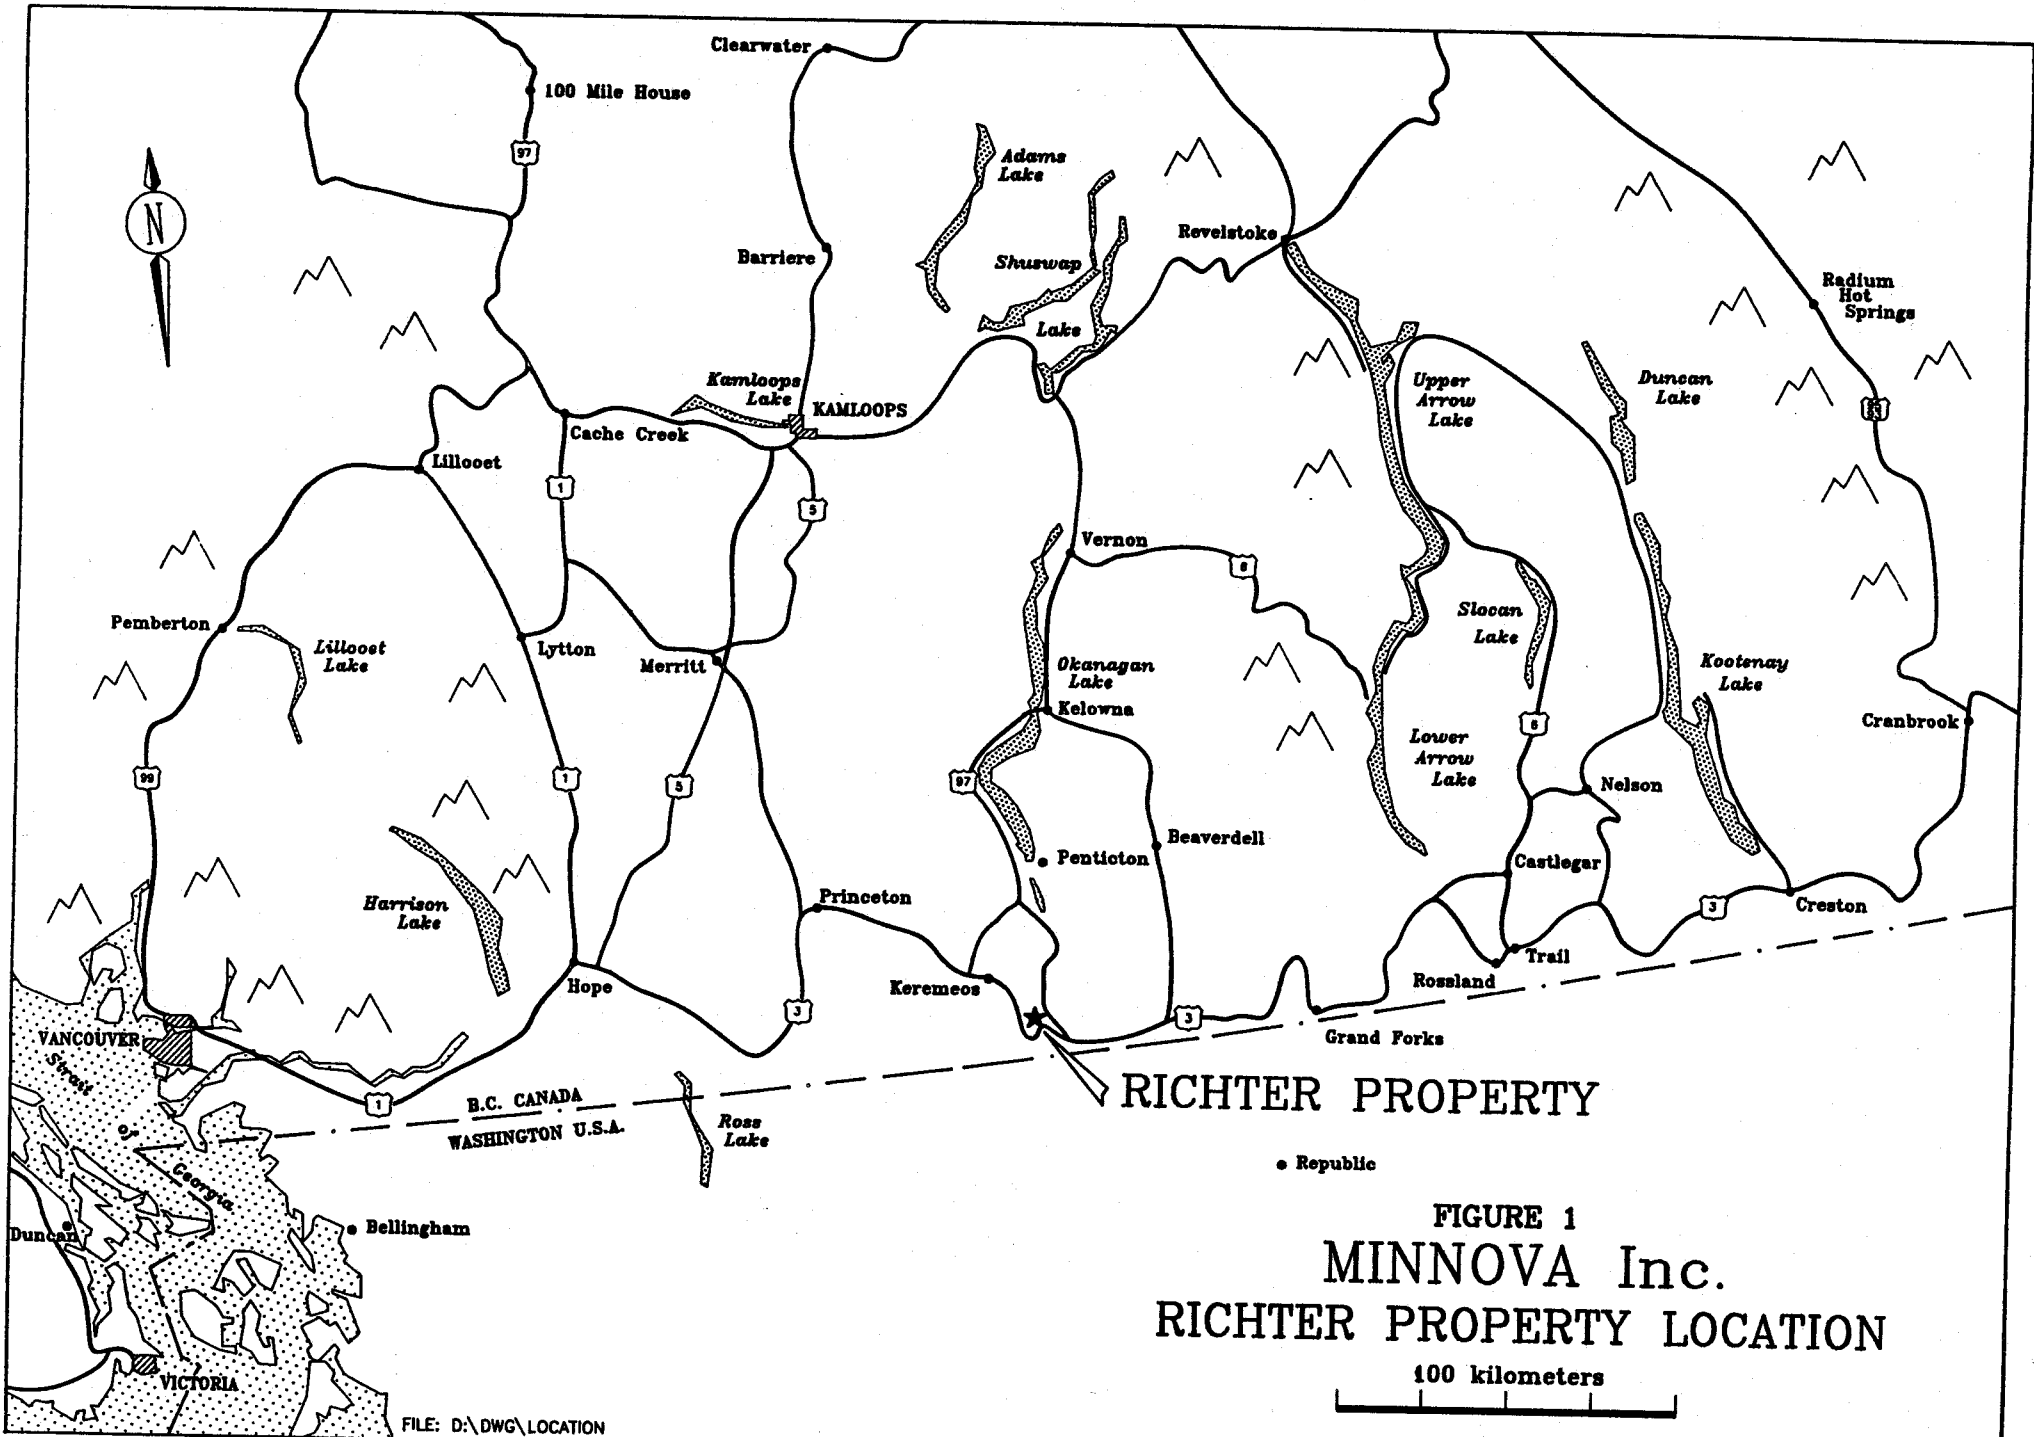 Clearwater
100 Mile House
97
Adams
Lake
Revelstoke
Barriere
Shuswap
Lake
Radium
Hot
Springs
N
Kamloops
Lake
KAMLOOPS
Upper
Arrow
Lake
Duncan
Lake
Cache Creek
Lillooet
1
5
Vernon
6
Pemberton
Lillooet
Lake
Lytton
Merritt
Slocan
Lake
Okanagan
Lake
Kootenay
Lake
Kelowna
Cranbrook
6
99
1
5
97
Lower
Arrow
Lake
Nelson
Beaverdell
Penticton
Castlegar
Harrison
Lake
Princeton
3
Creston
Hope
Keremeos
Trail
Rossland
3
3
Grand Forks
VANCOUVER
Strait
of
Georgia
1
B.C. CANADA
WASHINGTON U.S.A.
Ross
Lake
RICHTER PROPERTY
Republic
Duncan
Bellingham
VICTORIA
FIGURE 1
MINNOVA Inc.
RICHTER PROPERTY LOCATION
100 kilometers
FILE: D:\DWG\LOCATION